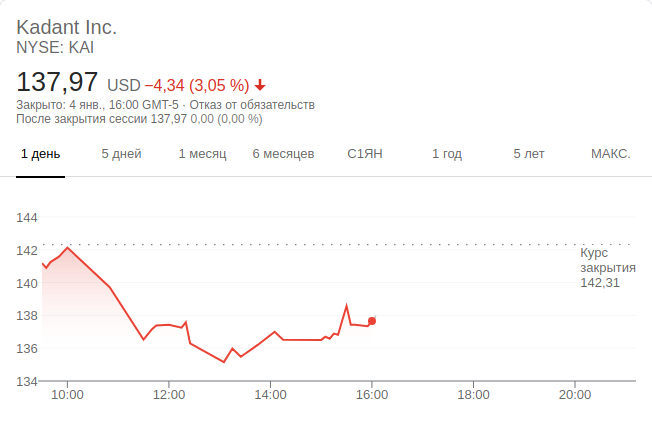 Kadant Inc.
NYSE: KAI
137,97 USD −4,34 (3,05 %)
Закрыто: 4 янв., 16:00 GMT-5 · Отказ от обязательств
После закрытия сессии 137,97 0,00 (0,00 %)
1 день 5 дней 1 месяц 6 месяцев С1ЯН 1 год 5 лет МАКС.
144
142
140
138
136
134
Курс
закрытия
142,31
10:00 12:00 14:00 16:00 18:00 20:00